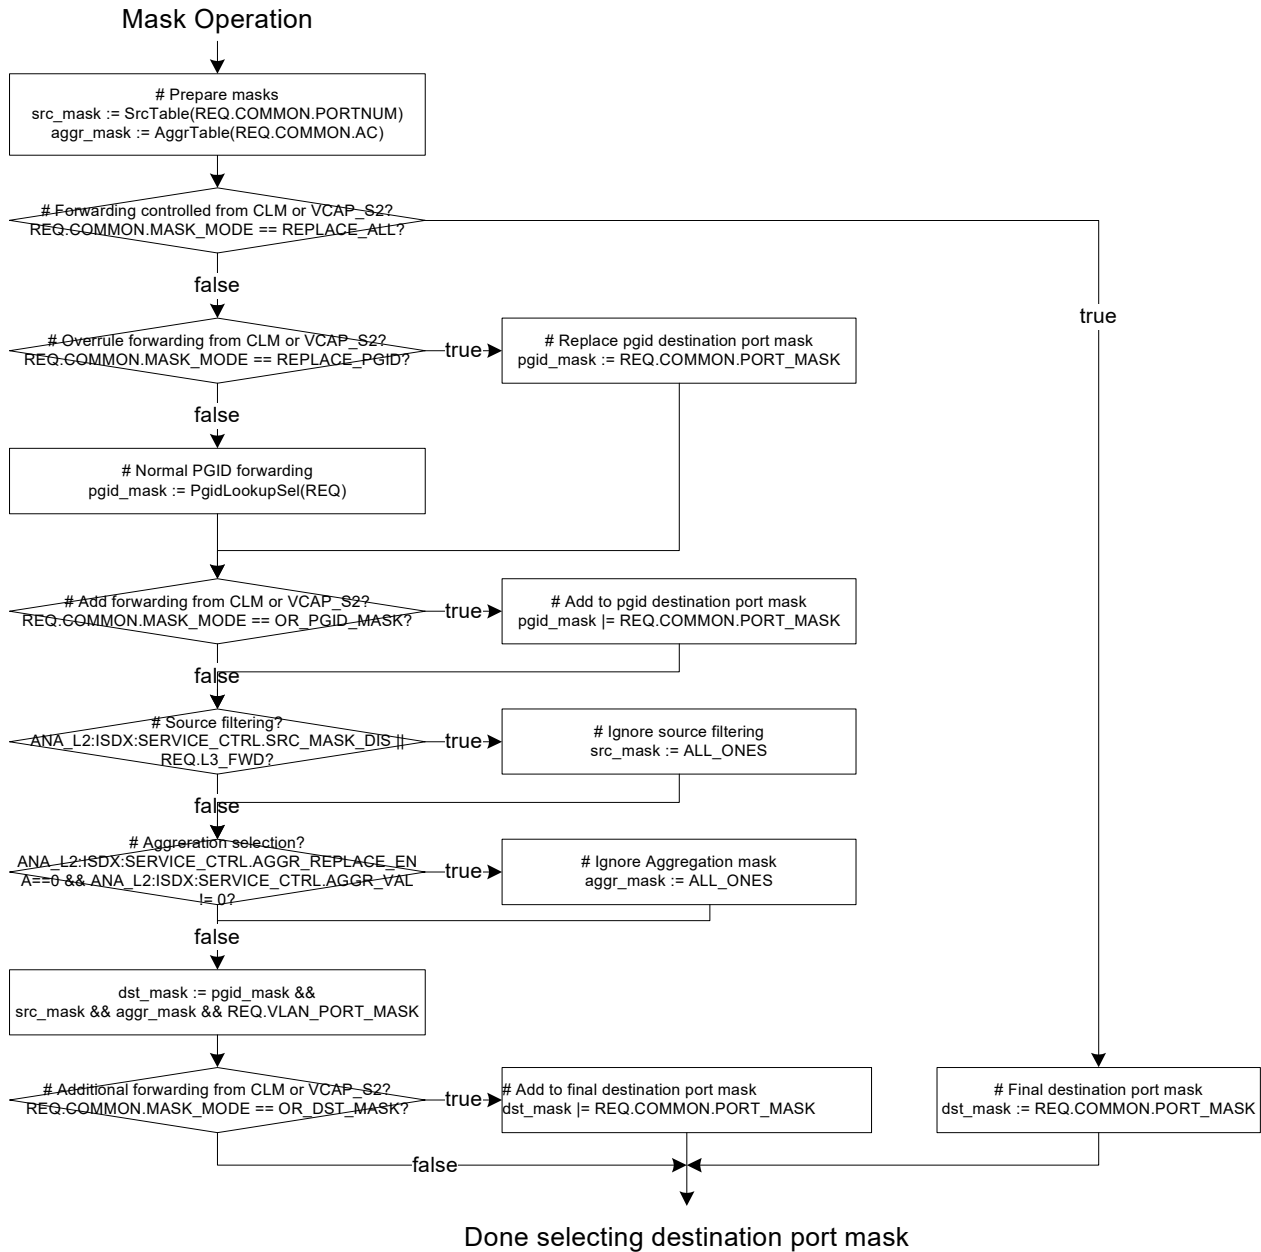 Mask Operation
# Prepare masks
src_mask := SrcTable(REQ.COMMON.PORTNUM)
aggr_mask := AggrTable(REQ.COMMON.AC)
# Forwarding controlled from CLM or VCAP_S2?
REQ.COMMON.MASK_MODE == REPLACE_ALL?
false
true
# Overrule forwarding from CLM or VCAP_S2?
REQ.COMMON.MASK_MODE == REPLACE_PGID?
true
# Replace pgid destination port mask
pgid_mask := REQ.COMMON.PORT_MASK
false
# Normal PGID forwarding
pgid_mask := PgidLookupSel(REQ)
# Add forwarding from CLM or VCAP_S2?
REQ.COMMON.MASK_MODE == OR_PGID_MASK?
true
# Add to pgid destination port mask
pgid_mask |= REQ.COMMON.PORT_MASK
false
# Source filtering?
ANA_L2:ISDX:SERVICE_CTRL.SRC_MASK_DIS ||
REQ.L3_FWD?
true
# Ignore source filtering
src_mask := ALL_ONES
false
# Aggreration selection?
ANA_L2:ISDX:SERVICE_CTRL.AGGR_REPLACE_EN
A==0 && ANA_L2:ISDX:SERVICE_CTRL.AGGR_VAL
!= 0?
true
# Ignore Aggregation mask
aggr_mask := ALL_ONES
false
dst_mask := pgid_mask &&
src_mask && aggr_mask && REQ.VLAN_PORT_MASK
# Additional forwarding from CLM or VCAP_S2?
REQ.COMMON.MASK_MODE == OR_DST_MASK?
true
# Add to final destination port mask
dst_mask |= REQ.COMMON.PORT_MASK
# Final destination port mask
dst_mask := REQ.COMMON.PORT_MASK
false
Done selecting destination port mask